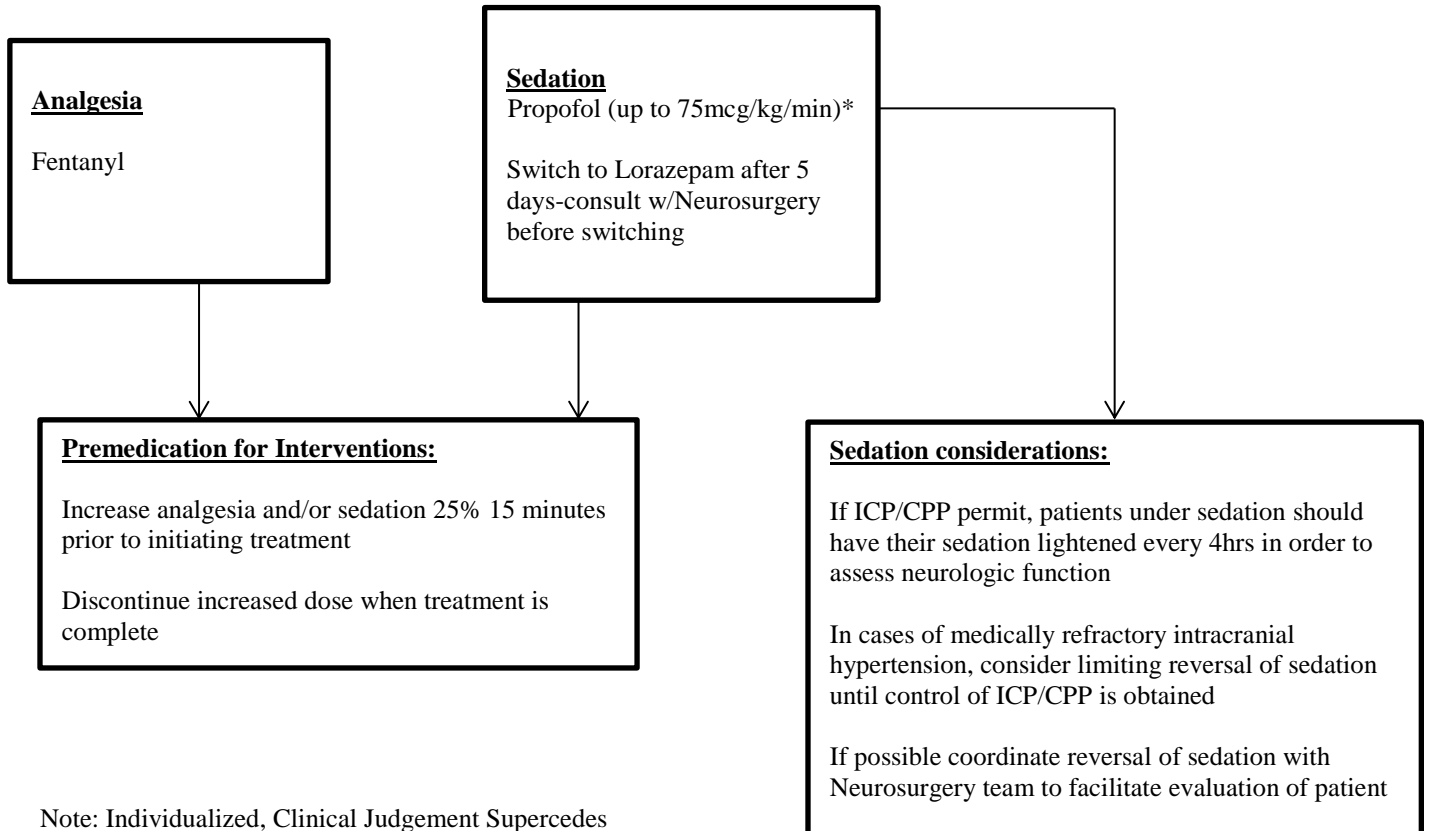 Analgesia
Fentanyl
Sedation
Propofol (up to 75mcg/kg/min)*
Switch to Lorazepam after 5
days-consult w/Neurosurgery
before switching
Premedication for Interventions:
Increase analgesia and/or sedation 25% 15 minutes
prior to initiating treatment
Discontinue increased dose when treatment is
complete
Sedation considerations:
If ICP/CPP permit, patients under sedation should
have their sedation lightened every 4hrs in order to
assess neurologic function
In cases of medically refractory intracranial
hypertension, consider limiting reversal of sedation
until control of ICP/CPP is obtained
If possible coordinate reversal of sedation with
Neurosurgery team to facilitate evaluation of patient
Note: Individualized, Clinical Judgement Supercedes